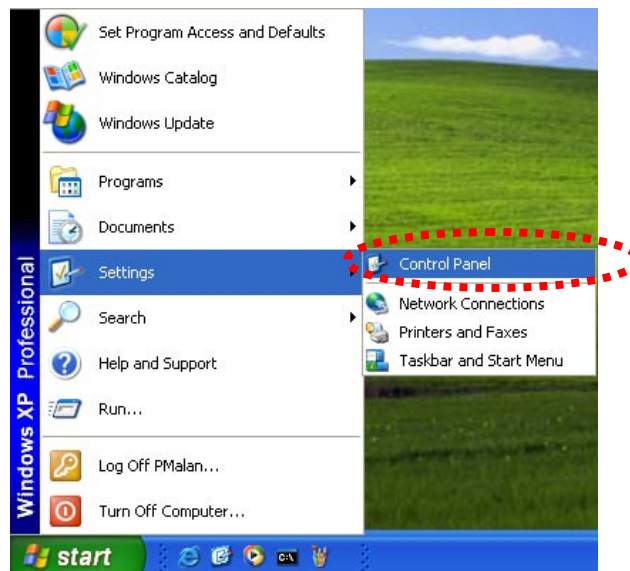 Set Program Access and Defaults
Windows Catalog
Windows Update
Programs
Documents
Settings
Search
Help and Support
Run...
Log Off PMalan...
Turn Off Computer...
Control Panel
Network Connections
Printers and Faxes
Taskbar and Start Menu
Windows XP Professional
start
C:\